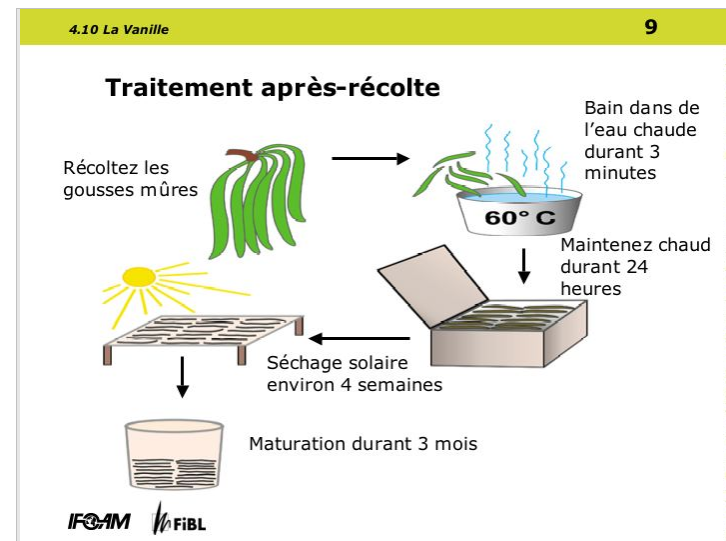 4.10 La Vanille
9
Traitement après-récolte
Récoltez les
gousses mûres
Bain dans de
l'eau chaude
durant 3
minutes
60° C
Maintenez chaud
durant 24
heures
Séchage solaire
environ 4 semaines
Maturation durant 3 mois
IFOAM
FiBL